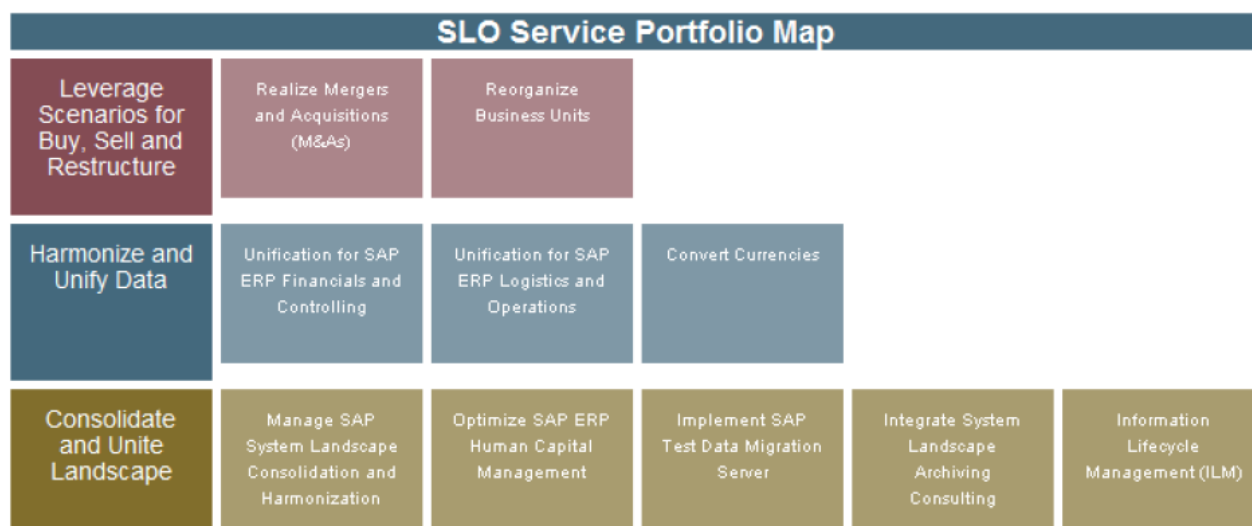 SLO Service Portfolio Map
Leverage
Scenarios for
Buy, Sell and
Restructure
Realize Mergers
and Acquisitions
(M&As)
Reorganize
Business Units
Harmonize and
Unify Data
Unification for SAP
ERP Financials and
Controlling
Unification for SAP
ERP Logistics and
Operations
Convert Currencies
Consolidate
and Unite
Landscape
Manage SAP
System Landscape
Consolidation and
Harmonization
Optimize SAP ERP
Human Capital
Management
Implement SAP
Test Data Migration
Server
Integrate System
Landscape
Archiving
Consulting
Information
Lifecycle
Management (ILM)